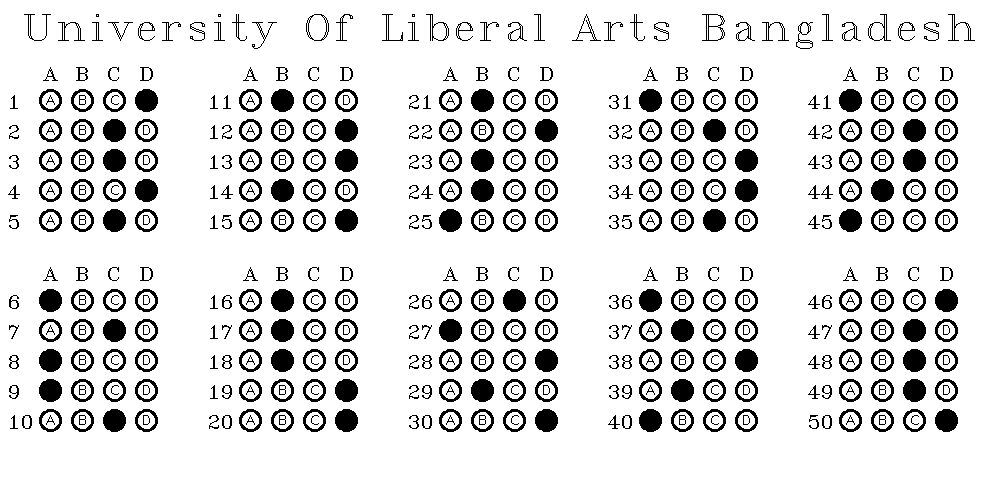 University Of Liberal Arts Bangladesh
A B C D A B C D A B C D A B C D A B C D
1 A B C 11 A C D 21 A C D 31 B C D 41 B C D
2 A B D 12 A B C 22 A B C 32 A B D 42 A B D
3 A B D 13 A B C 23 A C D 33 A B C 43 A B D
4 A B C 14 A C D 24 A C D 34 A B C 44 A C D
5 A B D 15 A B C 25 B C D 35 A B D 45 B C D
A B C D A B C D A B C D A B C D A B C D
6 B C D 16 A C D 26 A B D 36 B C D 46 A B C
7 A B D 17 A C D 27 B C D 37 A C D 47 A B D
8 B C D 18 A C D 28 A B C 38 A B C 48 A B D
9 B C D 19 A B C 29 A C D 39 A C D 49 A B D
10 A B D 20 A B C 30 A B C 40 B C D 50 A B C